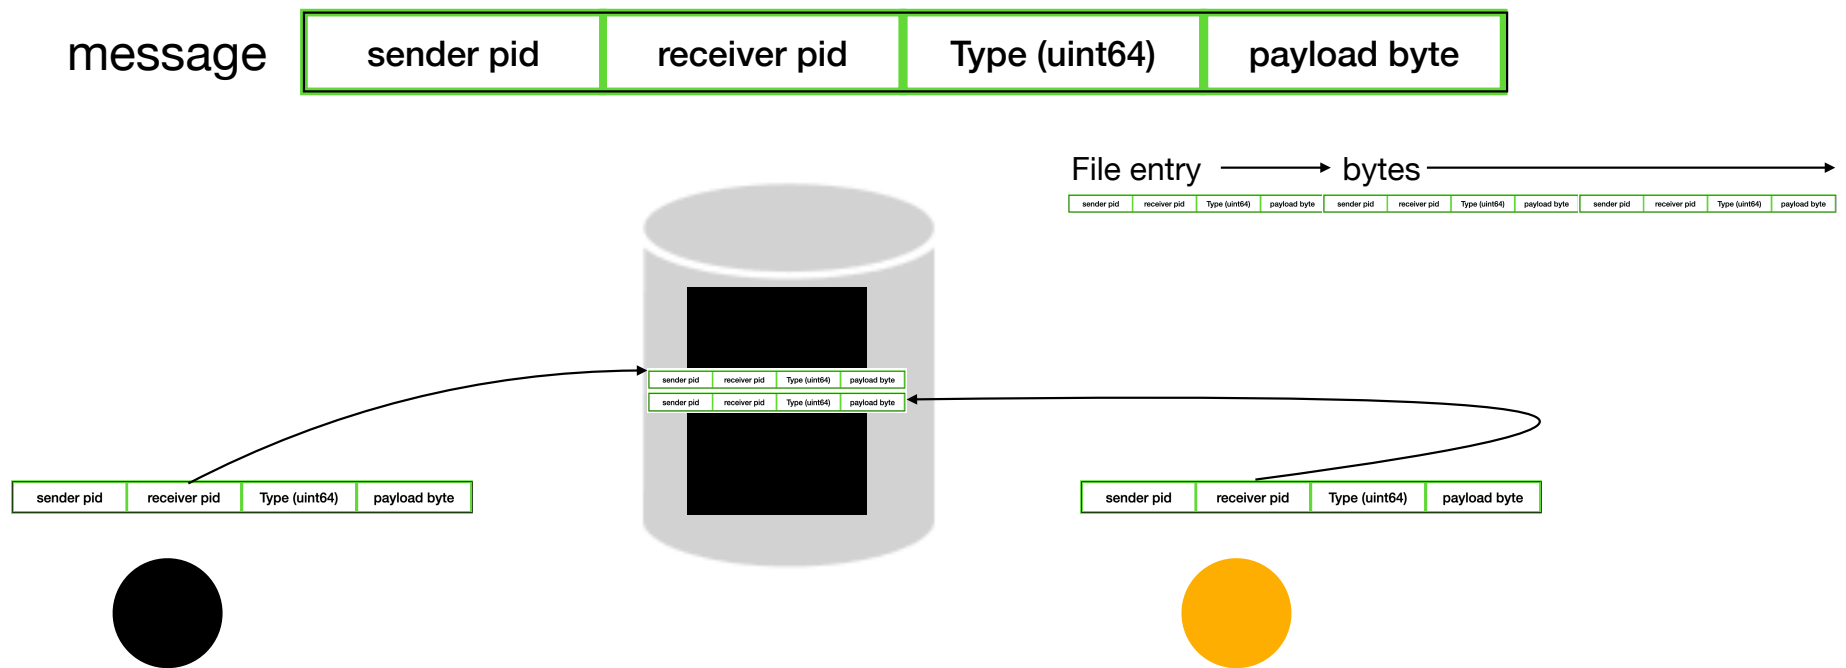 message sender pid receiver pid Type (uint64) payload byte
File entry bytes
sender pid receiver pid Type (uint64) payload byte sender pid receiver pid Type (uint64) payload byte sender pid receiver pid Type (uint64) payload byte
sender pid receiver pid Type (uint64) payload byte
sender pid receiver pid Type (uint64) payload byte
sender pid receiver pid Type (uint64) payload byte
sender pid receiver pid Type (uint64) payload byte